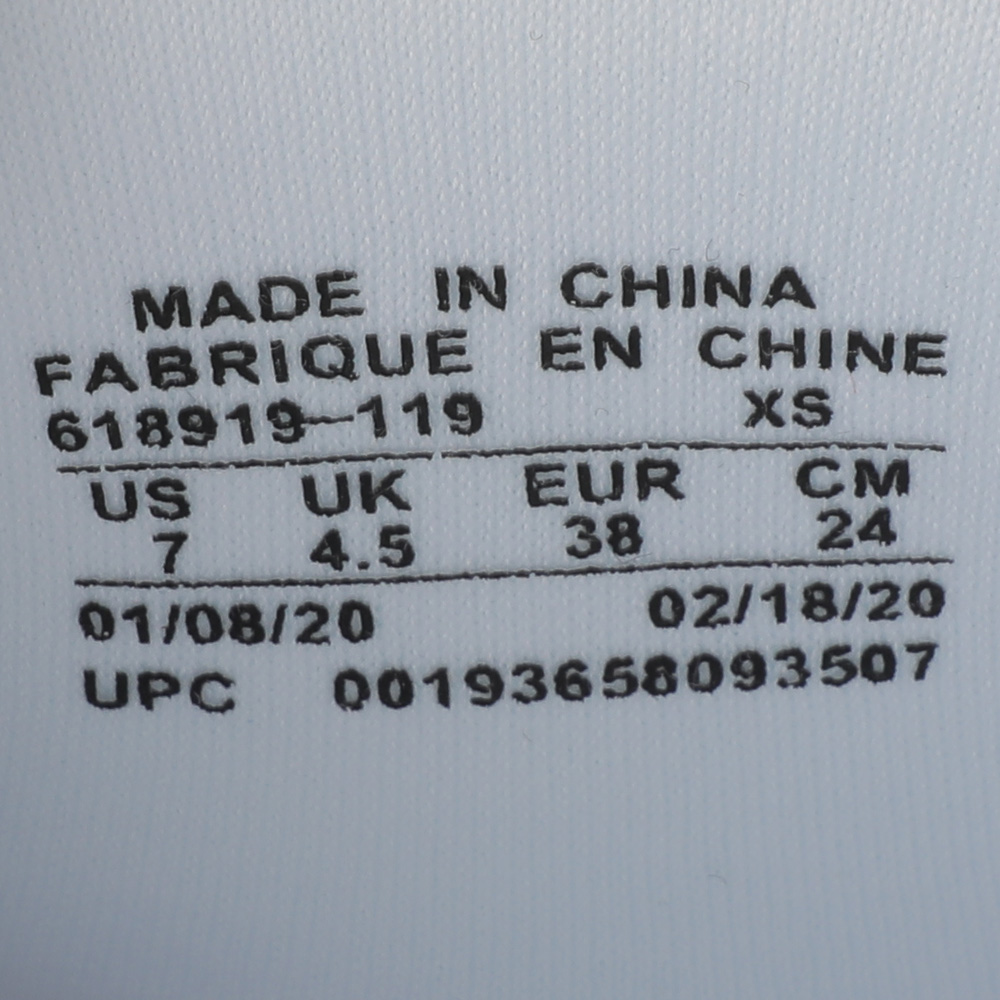 MADE IN CHINA
FABRIQUE EN CHINE
618919-119 XS
US UK EUR CM
7 4.5 38 24
01/08/20 02/18/20
UPC 00193658093507